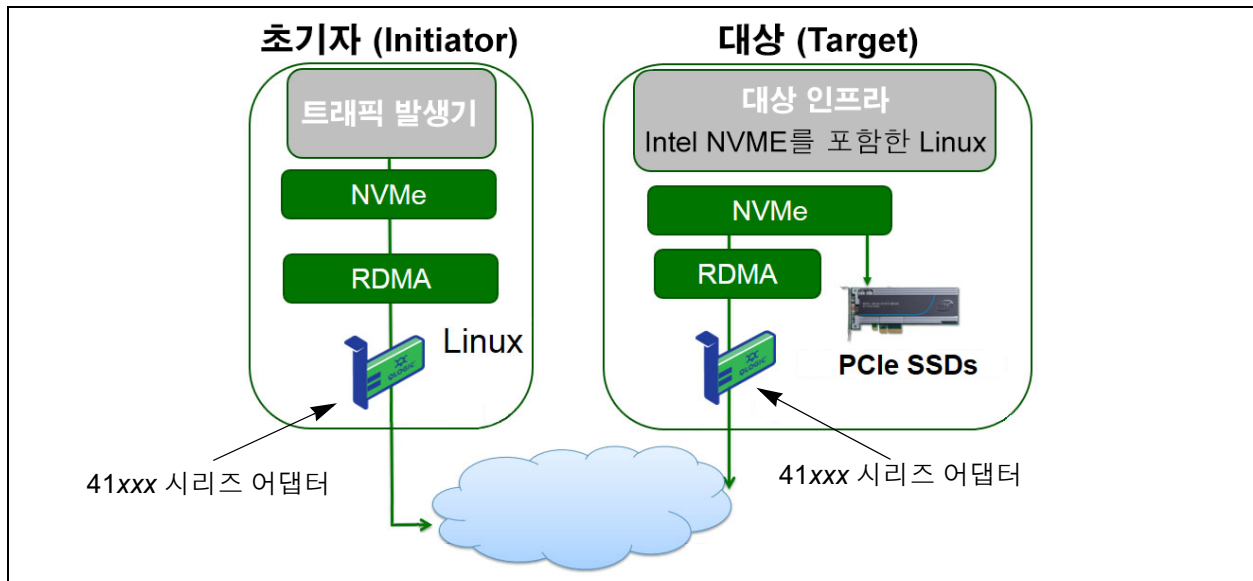 초기자 (Initiator)
트래픽 발생기
NVMe
RDMA
Linux
QLOGIC
41xxx 시리즈 어댑터
대상 (Target)
대상 인프라
Intel NVME를 포함한 Linux
NVMe
RDMA
PCIe SSDs
QLOGIC
41xxx 시리즈 어댑터